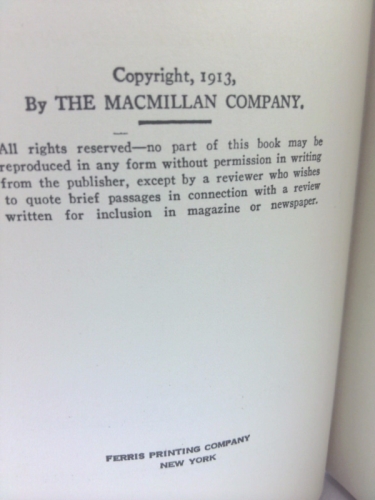 Copyright, 1913,
By THE MACMILLAN COMPANY.
All rights reserved—no part of this book may be
reproduced in any form without permission in writing
from the publisher, except by a reviewer who wishes
to quote brief passages in connection with a review
written for inclusion in magazine or newspaper.
FERRIS PRINTING COMPANY
NEW YORK